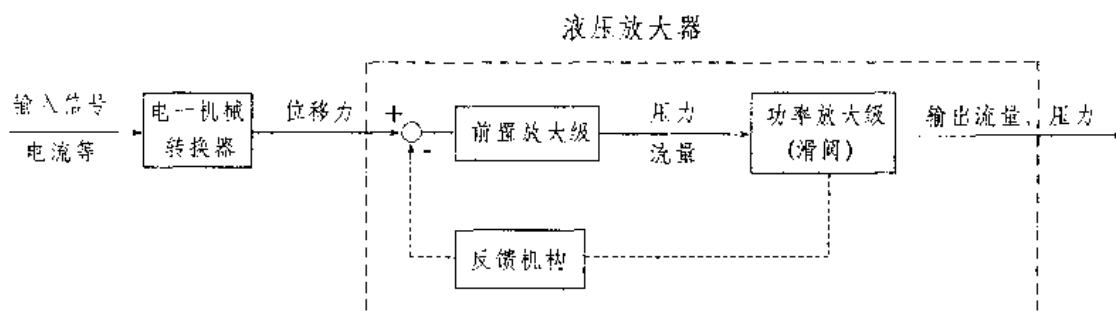 液压放大器
输入信号
电流等
电一机械
转换器
位移力
+
-
前置放大级
压力
流量
功率放大级
(滑阀)
输出流量、压力
反馈机构